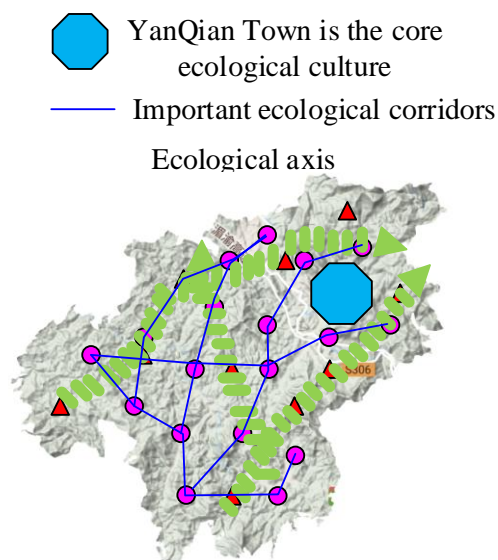 YanQian Town is the core
ecological culture
Important ecological corridors
Ecological axis
S306